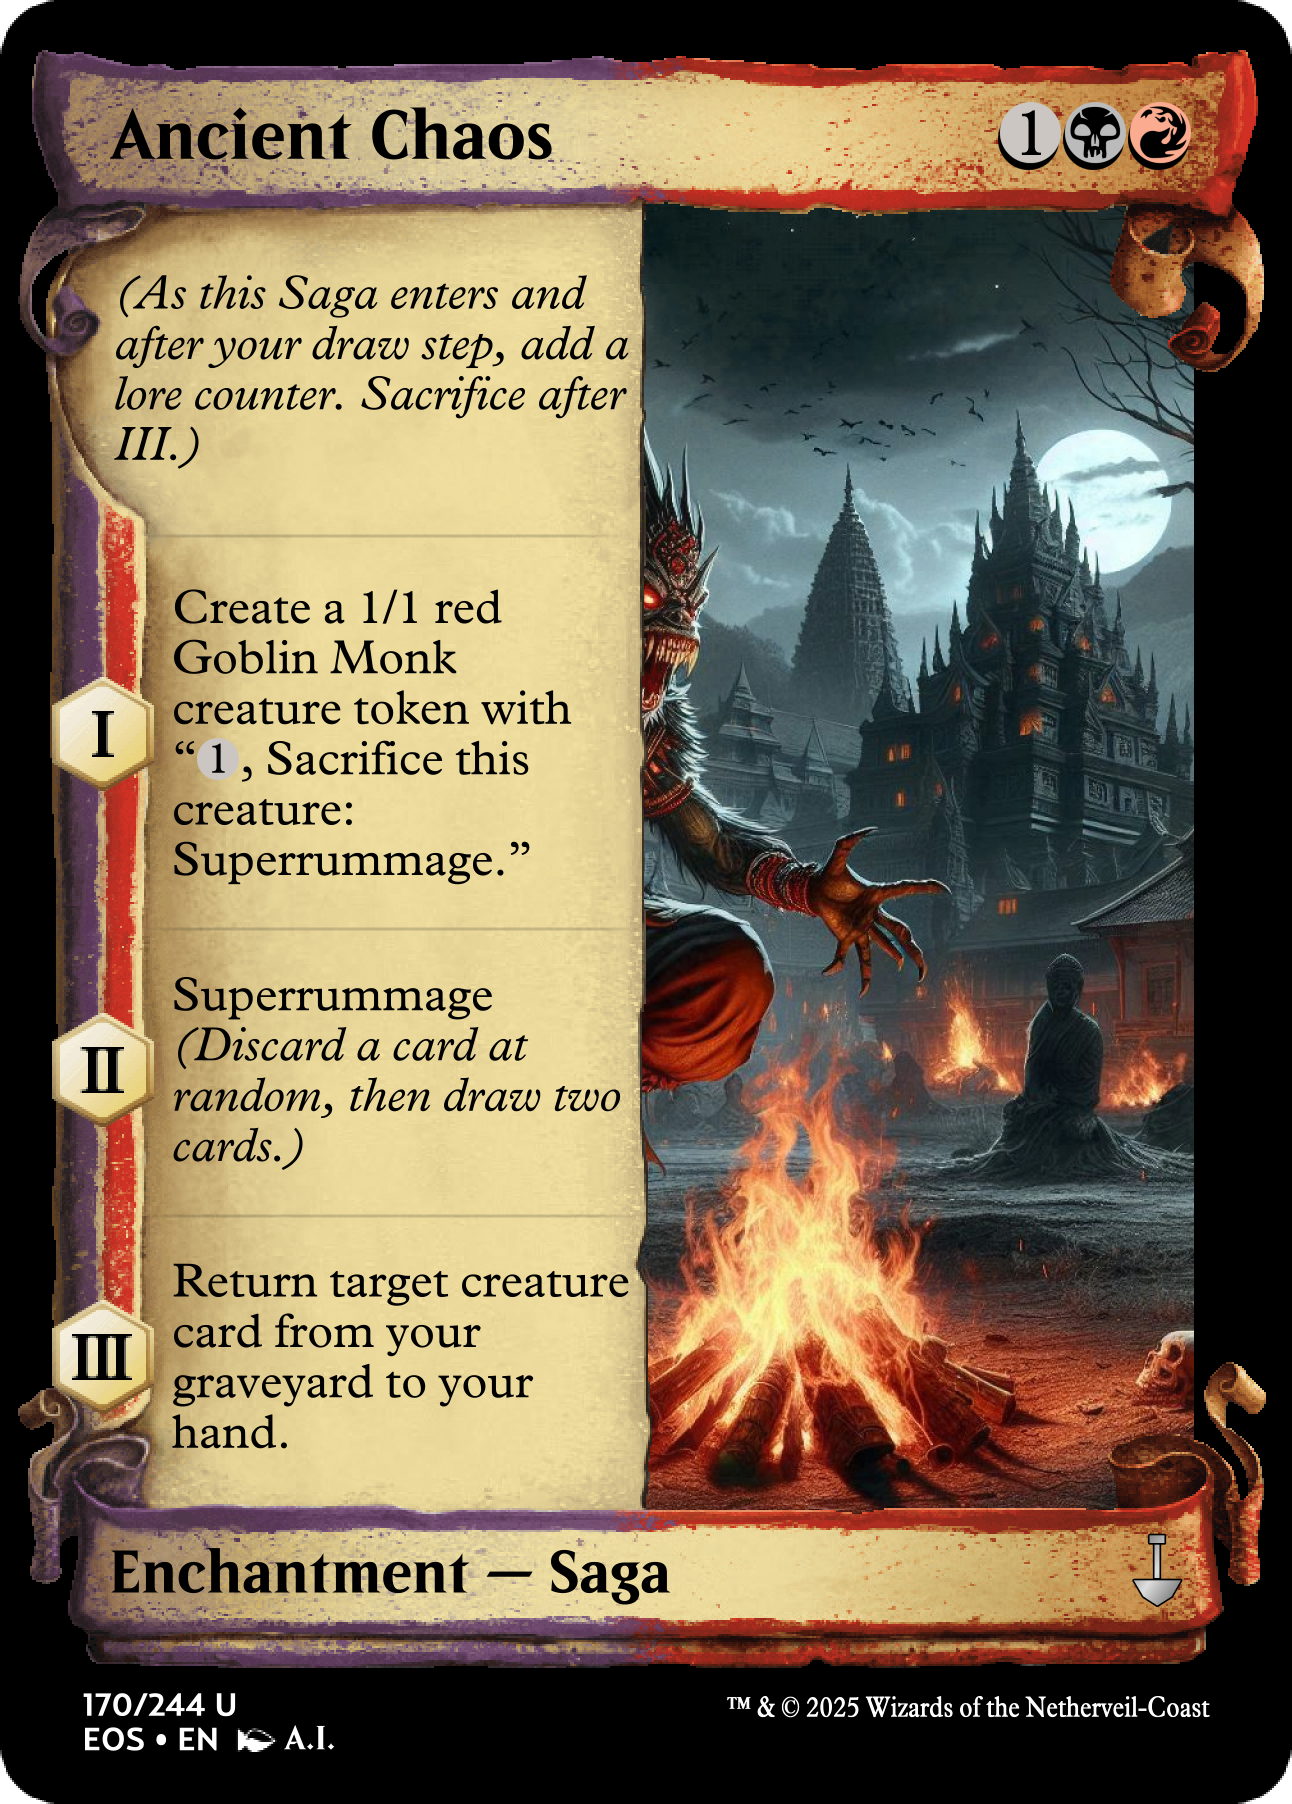 Ancient Chaos 1
(As this Saga enters and
after your draw step, add a
lore counter. Sacrifice after
III.)
I
Create a 1/1 red
Goblin Monk
creature token with
“1, Sacrifice this
creature:
Superrummage.”
II
Superrummage
(Discard a card at
random, then draw two
cards.)
III
Return target creature
card from your
graveyard to your
hand.
Enchantment — Saga
170/244 U
EOS • EN A.I.
™ & © 2025 Wizards of the Netherveil-Coast